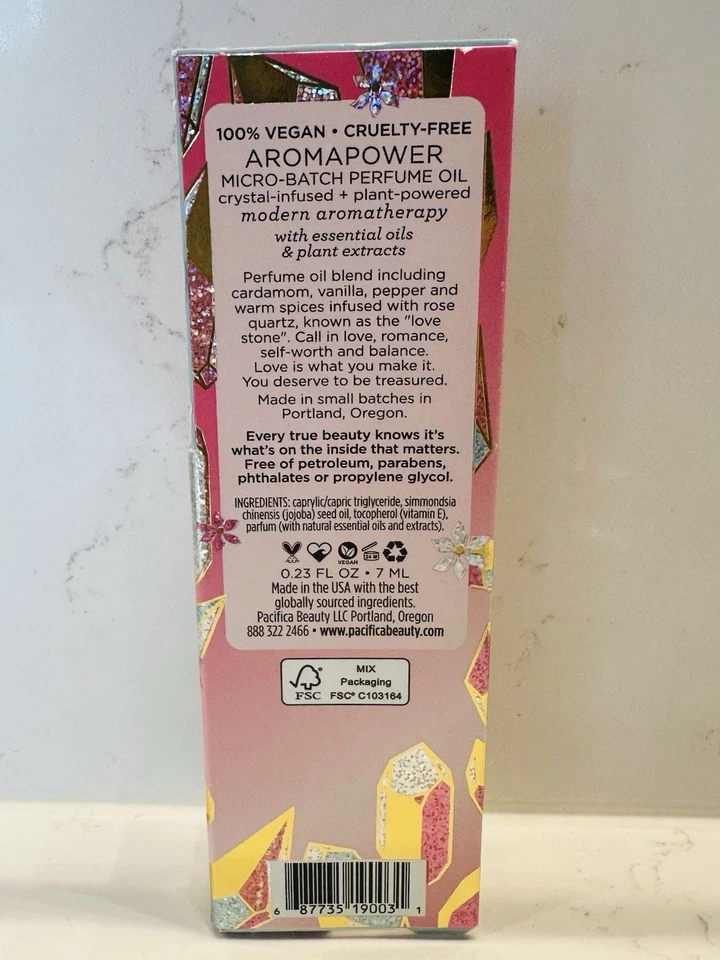 100% VEGAN • CRUELTY-FREE
AROMAPOWER
MICRO-BATCH PERFUME OIL
crystal-infused + plant-powered
modern aromatherapy
with essential oils
& plant extracts
Perfume oil blend including
cardamom, vanilla, pepper and
warm spices infused with rose
quartz, known as the "love
stone". Call in love, romance,
self-worth and balance.
Love is what you make it.
You deserve to be treasured.
Made in small batches in
Portland, Oregon.
Every true beauty knows it's
what's on the inside that matters.
Free of petroleum, parabens,
phthalates or propylene glycol.
INGREDIENTS: caprylic/capric triglyceride, simmondsia
chinensis (jojoba) seed oil, tocopherol (vitamin E),
parfum (with natural essential oils and extracts).
VEGAN 24 M
0.23 FL OZ • 7 ML
Made in the USA with the best
globally sourced ingredients.
Pacifica Beauty LLC Portland, Oregon
888 322 2466 • www.pacificabeauty.com
MIX
Packaging
FSC FSC® C103164
6 87735 19003 1